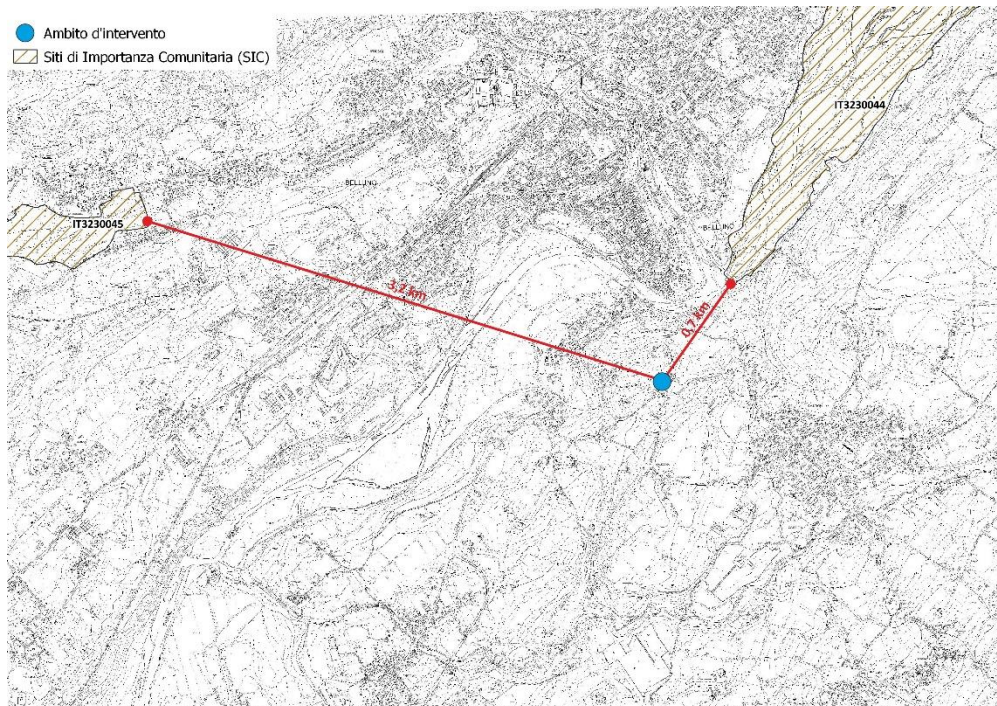 Ambito d'intervento
Siti di Importanza Comunitaria (SIC)
IT3230044
BELLUNO
IT3230045
BELLUNO
3,2 km
0,7 km